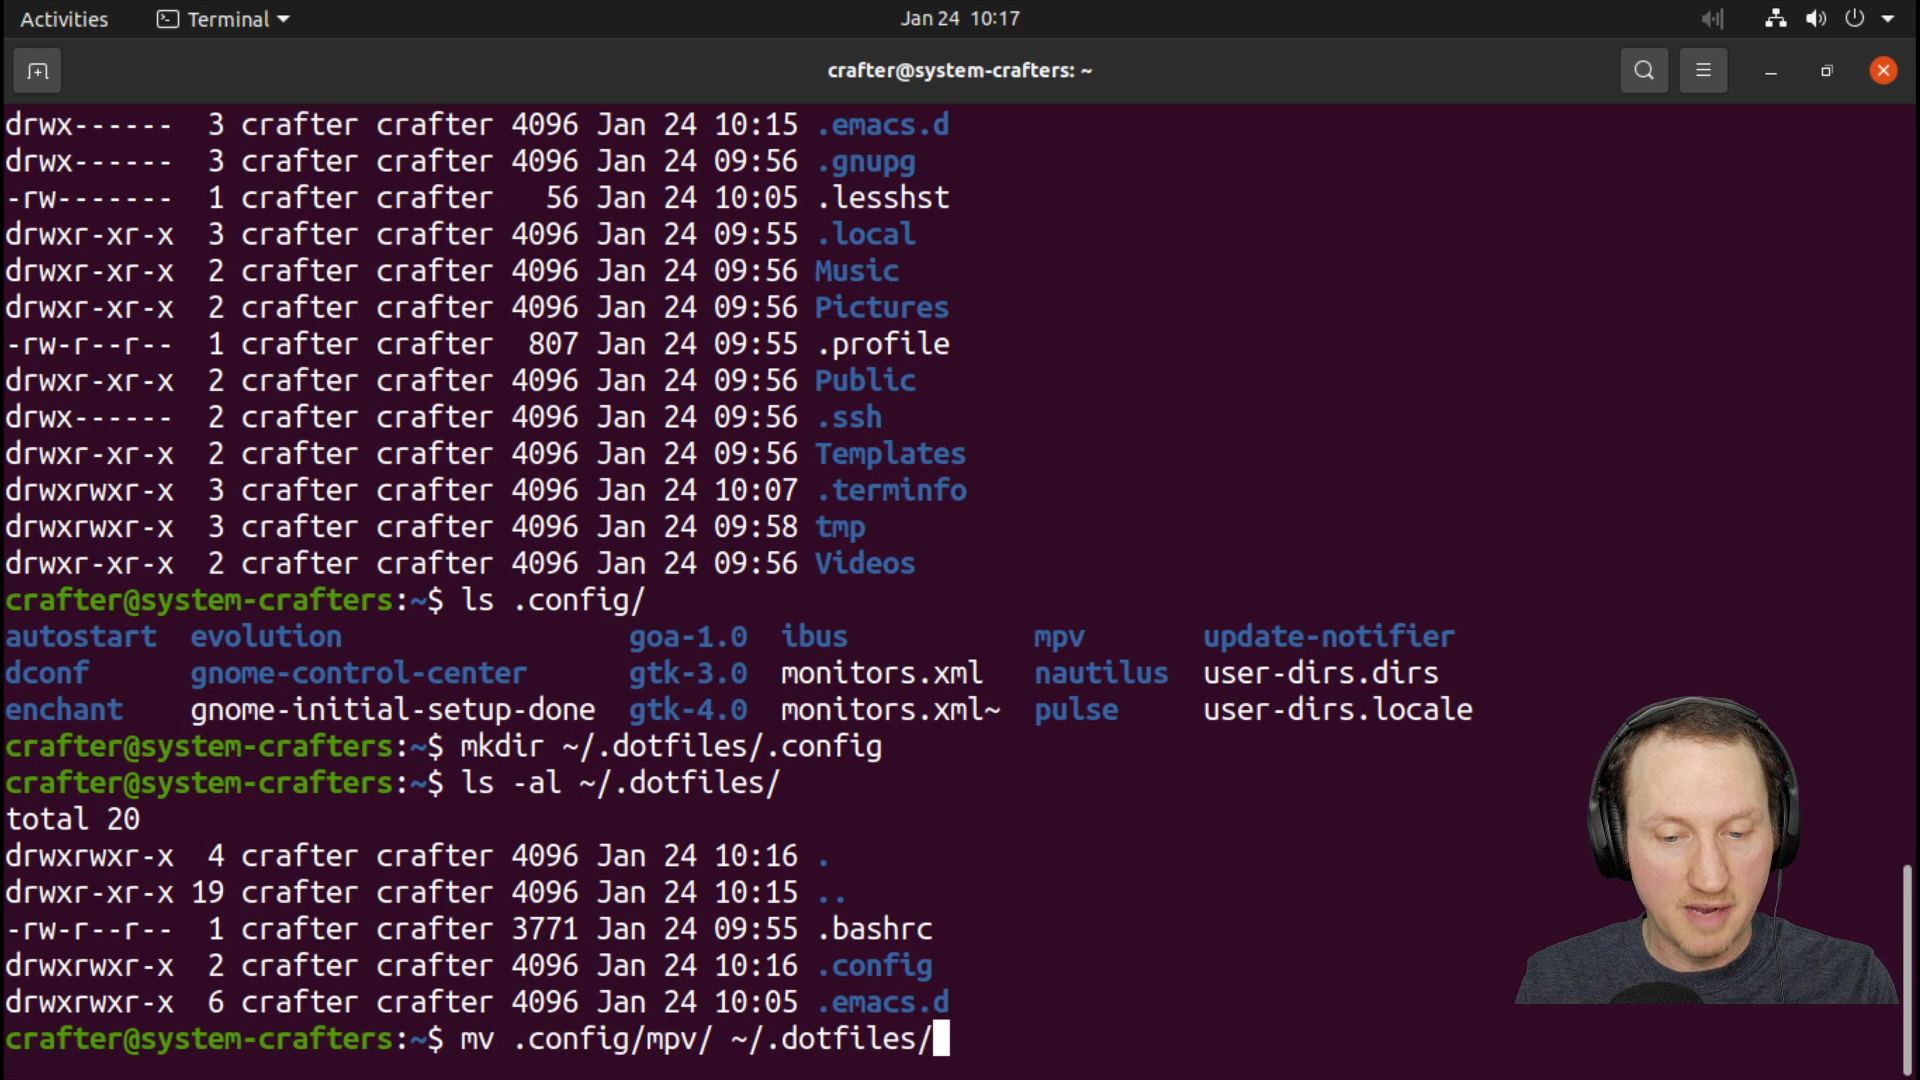 Activities Terminal Jan 24 10:17
crafter@system-crafters: ~
drwx------ 3 crafter crafter 4096 Jan 24 10:15 .emacs.d
drwx------ 3 crafter crafter 4096 Jan 24 09:56 .gnupg
-rw------- 1 crafter crafter 56 Jan 24 10:05 .lesshst
drwxr-xr-x 3 crafter crafter 4096 Jan 24 09:55 .local
drwxr-xr-x 2 crafter crafter 4096 Jan 24 09:56 Music
drwxr-xr-x 2 crafter crafter 4096 Jan 24 09:56 Pictures
-rw-r--r-- 1 crafter crafter 807 Jan 24 09:55 .profile
drwxr-xr-x 2 crafter crafter 4096 Jan 24 09:56 Public
drwx------ 2 crafter crafter 4096 Jan 24 09:56 .ssh
drwxr-xr-x 2 crafter crafter 4096 Jan 24 09:56 Templates
drwxrwxr-x 3 crafter crafter 4096 Jan 24 10:07 .terminfo
drwxrwxr-x 3 crafter crafter 4096 Jan 24 09:58 tmp
drwxr-xr-x 2 crafter crafter 4096 Jan 24 09:56 Videos
crafter@system-crafters:~$ ls .config/
autostart evolution goa-1.0 ibus mpv update-notifier
dconf gnome-control-center gtk-3.0 monitors.xml nautilus user-dirs.dirs
enchant gnome-initial-setup-done gtk-4.0 monitors.xml~ pulse user-dirs.locale
crafter@system-crafters:~$ mkdir ~/.dotfiles/.config
crafter@system-crafters:~$ ls -al ~/.dotfiles/
total 20
drwxrwxr-x 4 crafter crafter 4096 Jan 24 10:16 .
drwxr-xr-x 19 crafter crafter 4096 Jan 24 10:15 ..
-rw-r--r-- 1 crafter crafter 3771 Jan 24 09:55 .bashrc
drwxrwxr-x 2 crafter crafter 4096 Jan 24 10:16 .config
drwxrwxr-x 6 crafter crafter 4096 Jan 24 10:05 .emacs.d
crafter@system-crafters:~$ mv .config/mpv/ ~/.dotfiles/